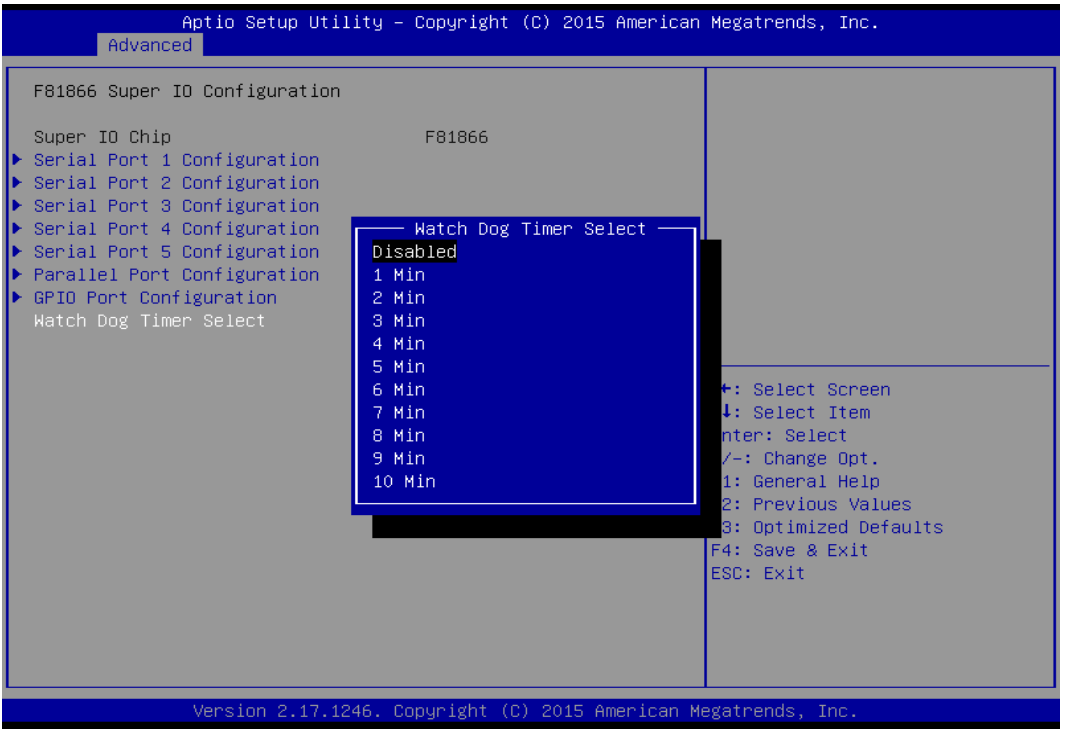 Aptio Setup Utility – Copyright (C) 2015 American Megatrends, Inc.
Advanced
F81866 Super IO Configuration
Super IO Chip F81866
Serial Port 1 Configuration
Serial Port 2 Configuration
Serial Port 3 Configuration
Serial Port 4 Configuration
Serial Port 5 Configuration
Parallel Port Configuration
GPIO Port Configuration
Watch Dog Timer Select
Watch Dog Timer Select
Disabled
1 Min
2 Min
3 Min
4 Min
5 Min
6 Min
7 Min
8 Min
9 Min
10 Min
: Select Screen
: Select Item
nter: Select
/-: Change Opt.
1: General Help
2: Previous Values
3: Optimized Defaults
F4: Save & Exit
ESC: Exit
Version 2.17.1246. Copyright (C) 2015 American Megatrends, Inc.